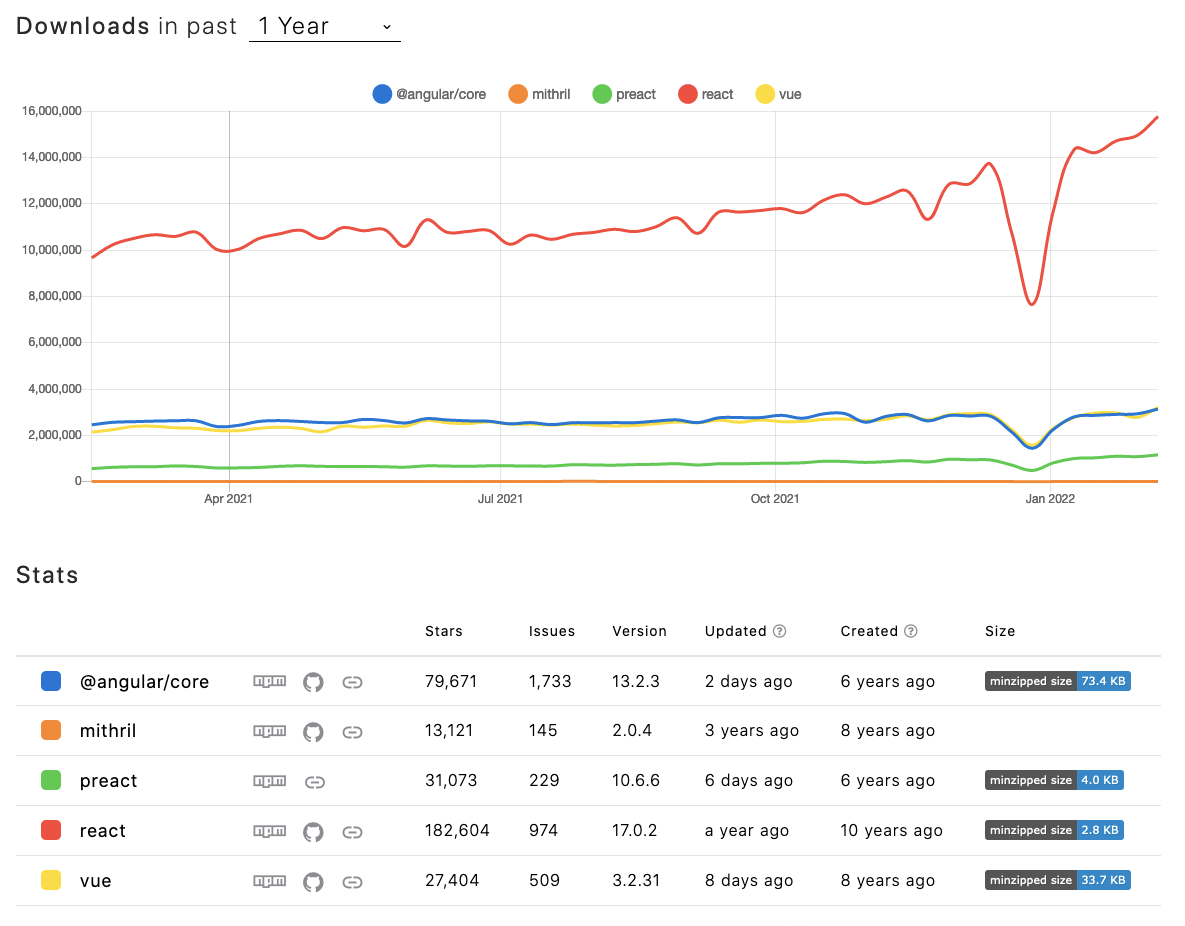 Downloads in past 1 Year
@angular/core mithril preact react vue
16,000,000
14,000,000
12,000,000
10,000,000
8,000,000
6,000,000
4,000,000
2,000,000
0
Apr 2021 Jul 2021 Oct 2021 Jan 2022
Stats
Stars Issues Version Updated ? Created ? Size
@angular/core npm 79,671 1,733 13.2.3 2 days ago 6 years ago minzipped size 73.4 KB
mithril npm 13,121 145 2.0.4 3 years ago 8 years ago
preact npm 31,073 229 10.6.6 6 days ago 6 years ago minzipped size 4.0 KB
react npm 182,604 974 17.0.2 a year ago 10 years ago minzipped size 2.8 KB
vue npm 27,404 509 3.2.31 8 days ago 8 years ago minzipped size 33.7 KB